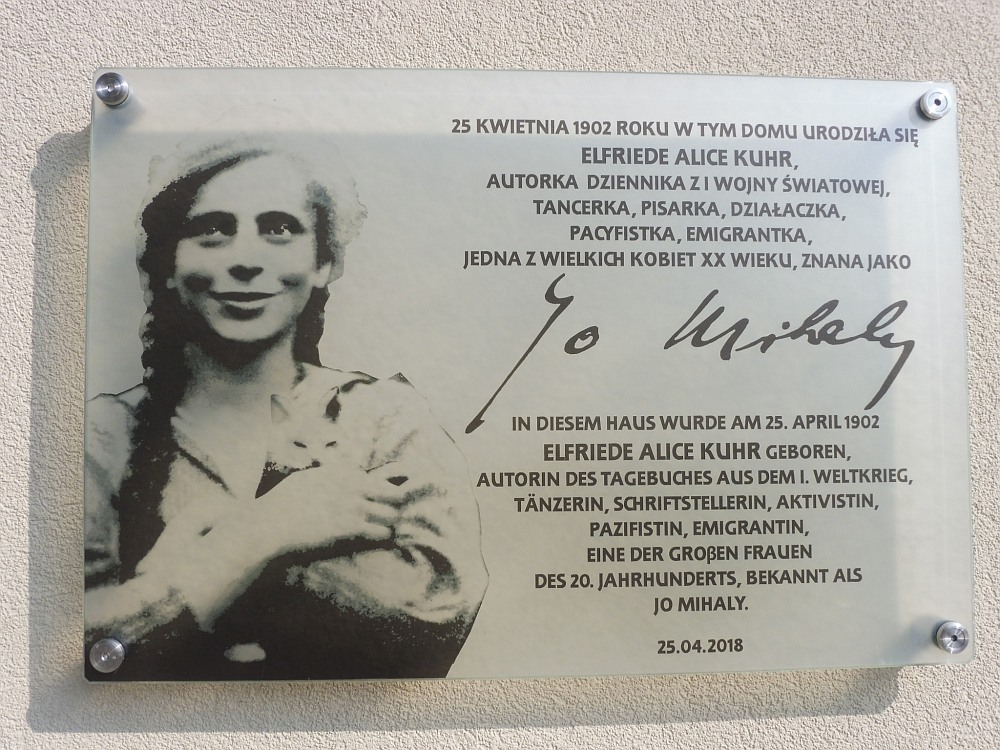 25 KWIETNIA 1902 ROKU W TYM DOMU URODZIŁA SIĘ
ELFRIEDE ALICE KUHR,
AUTORKA DZIENNIKA Z I WOJNY ŚWIATOWEJ,
TANCERKA, PISARKA, DZIAŁACZKA,
PACYFISTKA, EMIGRANTKA,
JEDNA Z WIELKICH KOBIET XX WIEKU, ZNANA JAKO
Jo Mihaly
IN DIESEM HAUS WURDE AM 25. APRIL 1902
ELFRIEDE ALICE KUHR GEBOREN,
AUTORIN DES TAGEBUCHES AUS DEM I. WELTKRIEG,
TÄNZERIN, SCHRIFTSTELLERIN, AKTIVISTIN,
PAZIFISTIN, EMIGRANTIN,
EINE DER GROßEN FRAUEN
DES 20. JAHRHUNDERTS, BEKANNT ALS
JO MIHALY.
25.04.2018